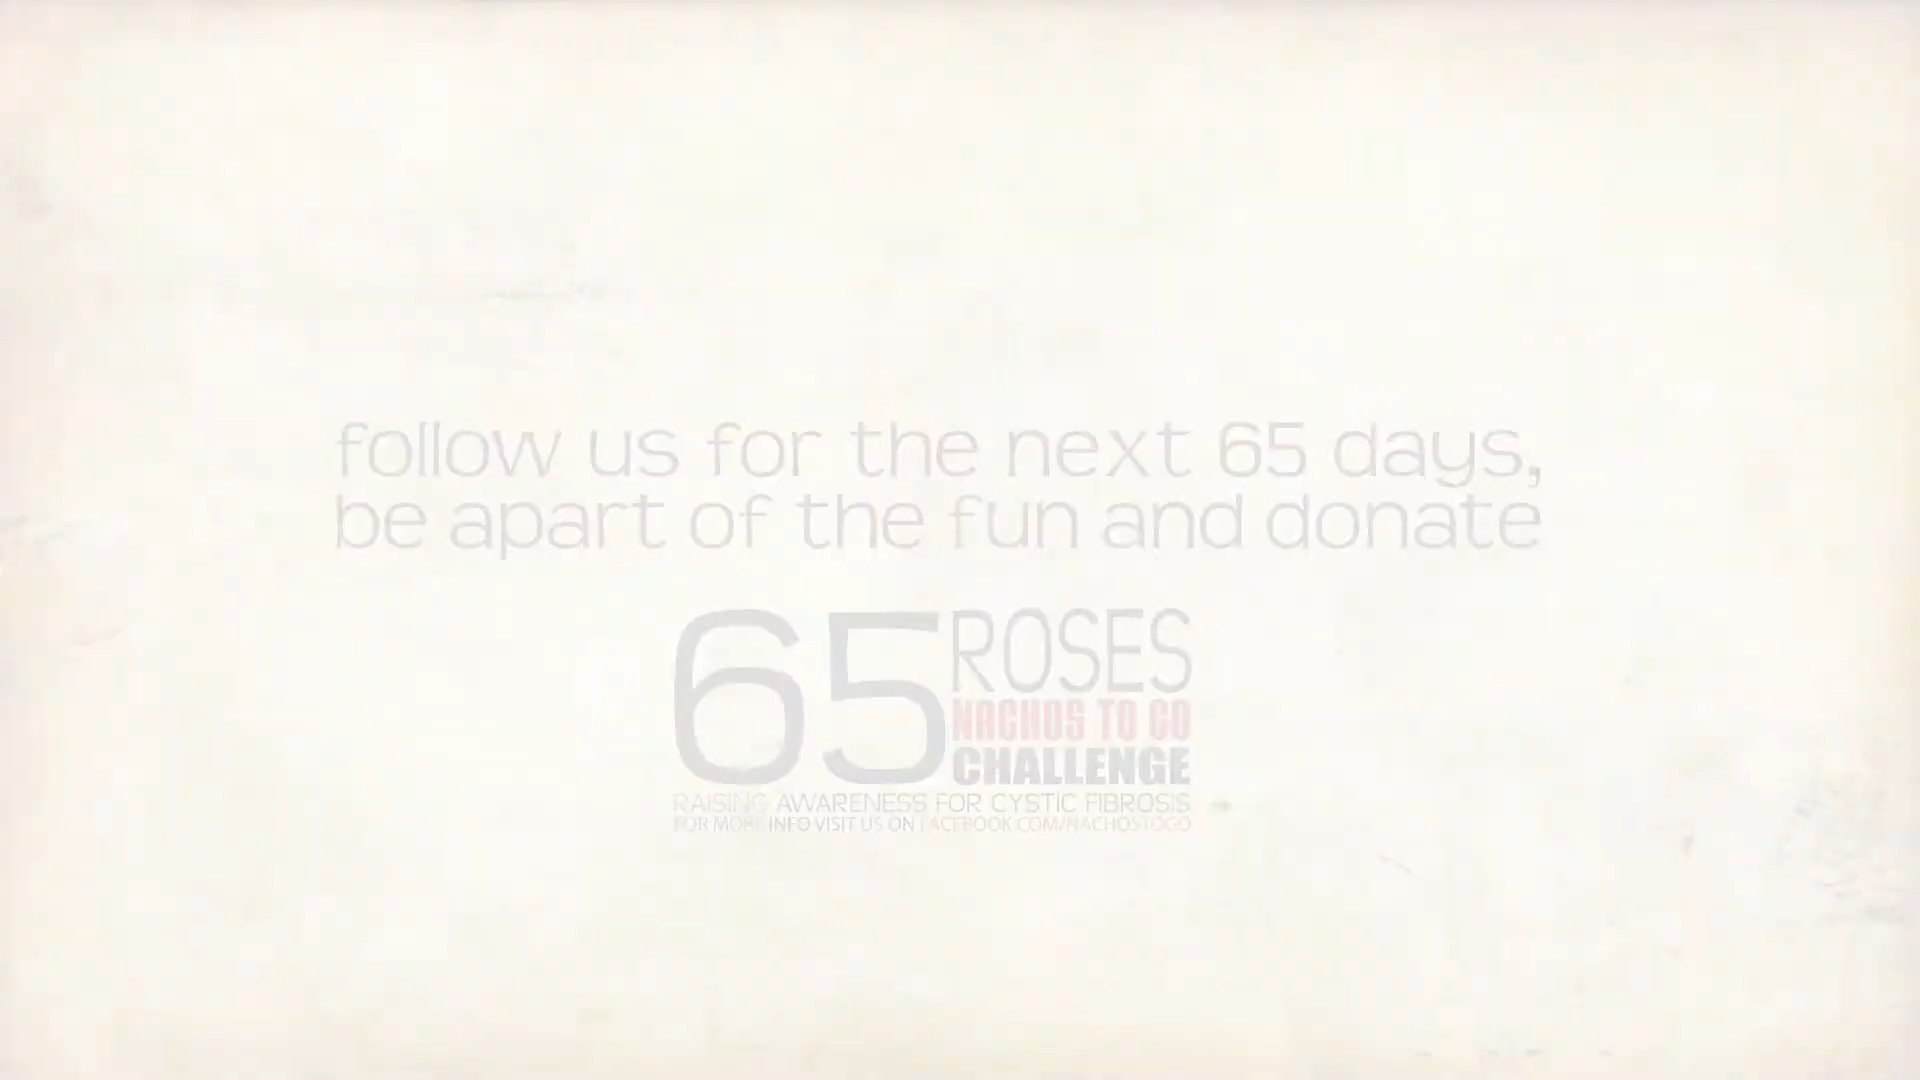 follow us for the next 65 days,
be apart of the fun and donate
65 ROSES
NACHOS TO GO
CHALLENGE
RAISING AWARENESS FOR CYSTIC FIBROSIS
FOR MORE INFO VISIT US ON FACEBOOK.COM/NACHOSTOGO